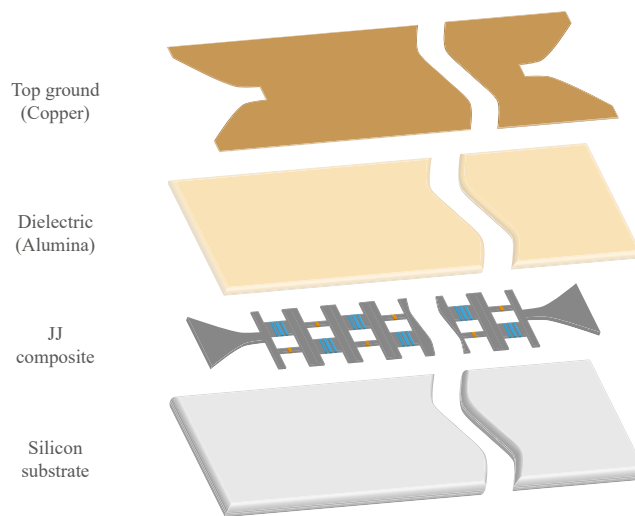 Top ground
(Copper)
Dielectric
(Alumina)
JJ
composite
Silicon
substrate